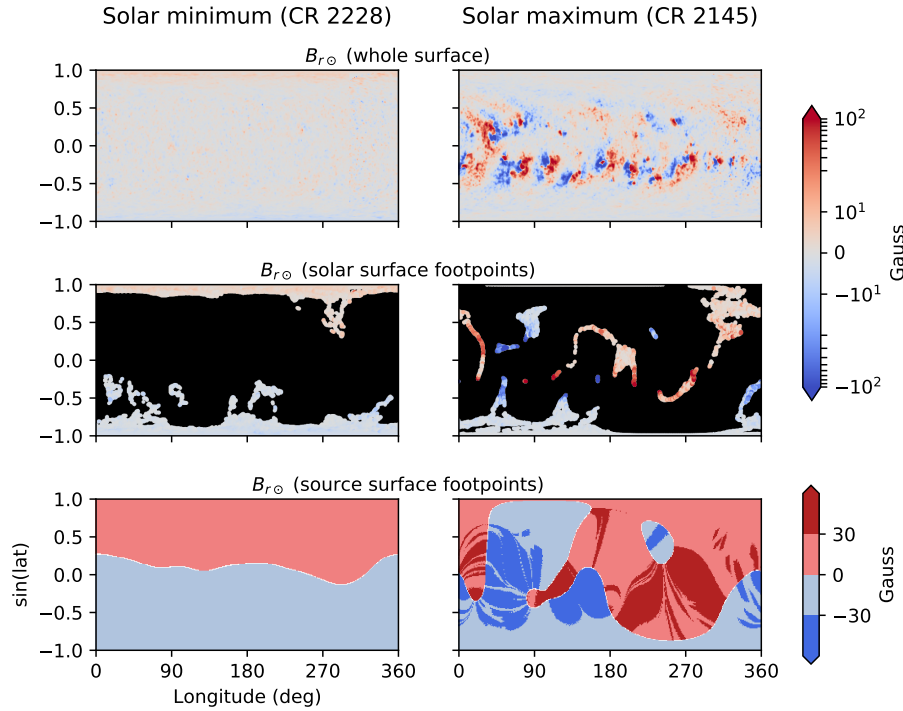 Solar minimum (CR 2228) Solar maximum (CR 2145)
B_{r⊙} (whole surface)
1.0
0.5
0.0
−0.5
−1.0
B_{r⊙} (solar surface footpoints)
1.0
0.5
0.0
−0.5
−1.0
B_{r⊙} (source surface footpoints)
1.0
0.5
0.0
−0.5
−1.0
sin(lat)
0 90 180 270 360 0 90 180 270 360
Longitude (deg)
10^2
10^1
0
−10^1
−10^2
Gauss
30
0
−30
Gauss